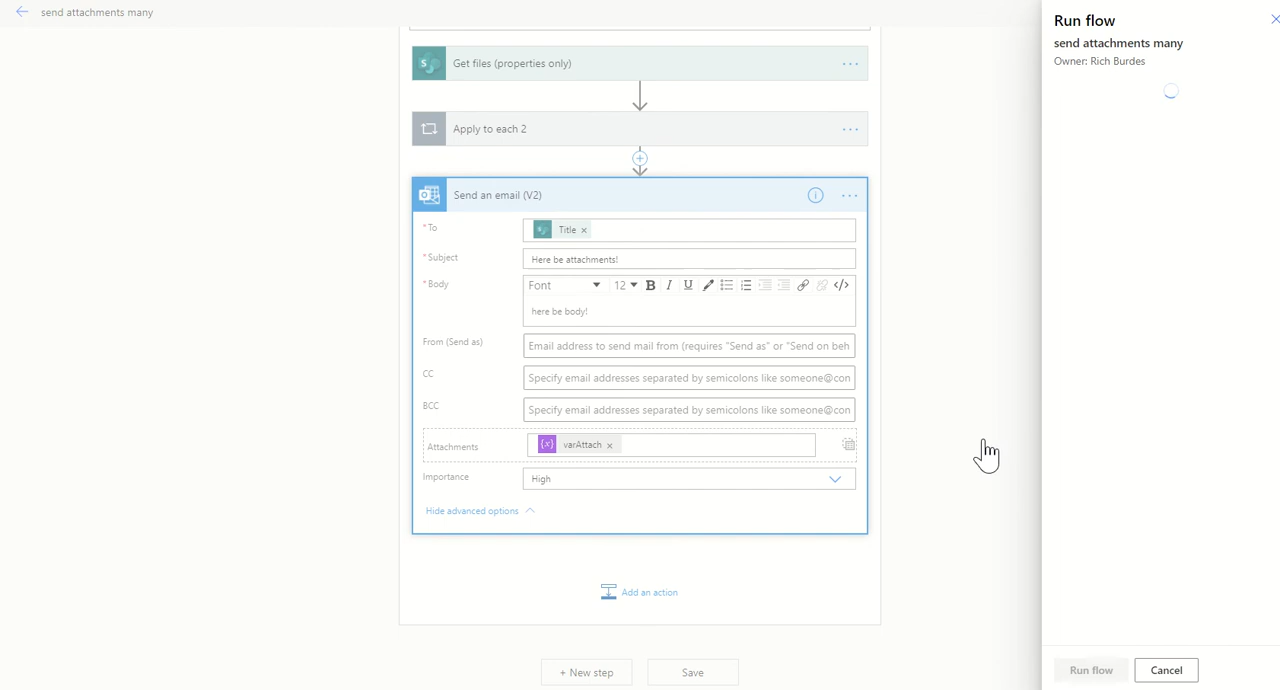 send attachments many
Get files (properties only)
Apply to each 2
Send an email (V2)
* To
Title ×
* Subject
Here be attachments!
* Body
Font 12 B I U </>
here be body!
From (Send as)
Email address to send mail from (requires "Send as" or "Send on beh
CC
Specify email addresses separated by semicolons like someone@con
BCC
Specify email addresses separated by semicolons like someone@con
Attachments
{x} varAttach ×
Importance
High
Hide advanced options
Add an action
+ New step
Save
Run flow
send attachments many
Owner: Rich Burdes
Run flow
Cancel